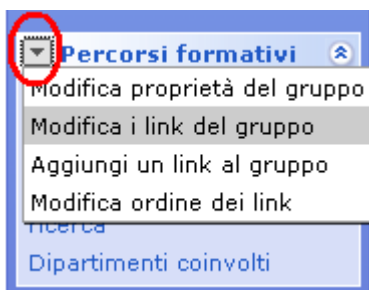 Percorsi formativi
Modifica proprietà del gruppo
Modifica i link del gruppo
Aggiungi un link al gruppo
Modifica ordine dei link
ricerca
Dipartimenti coinvolti